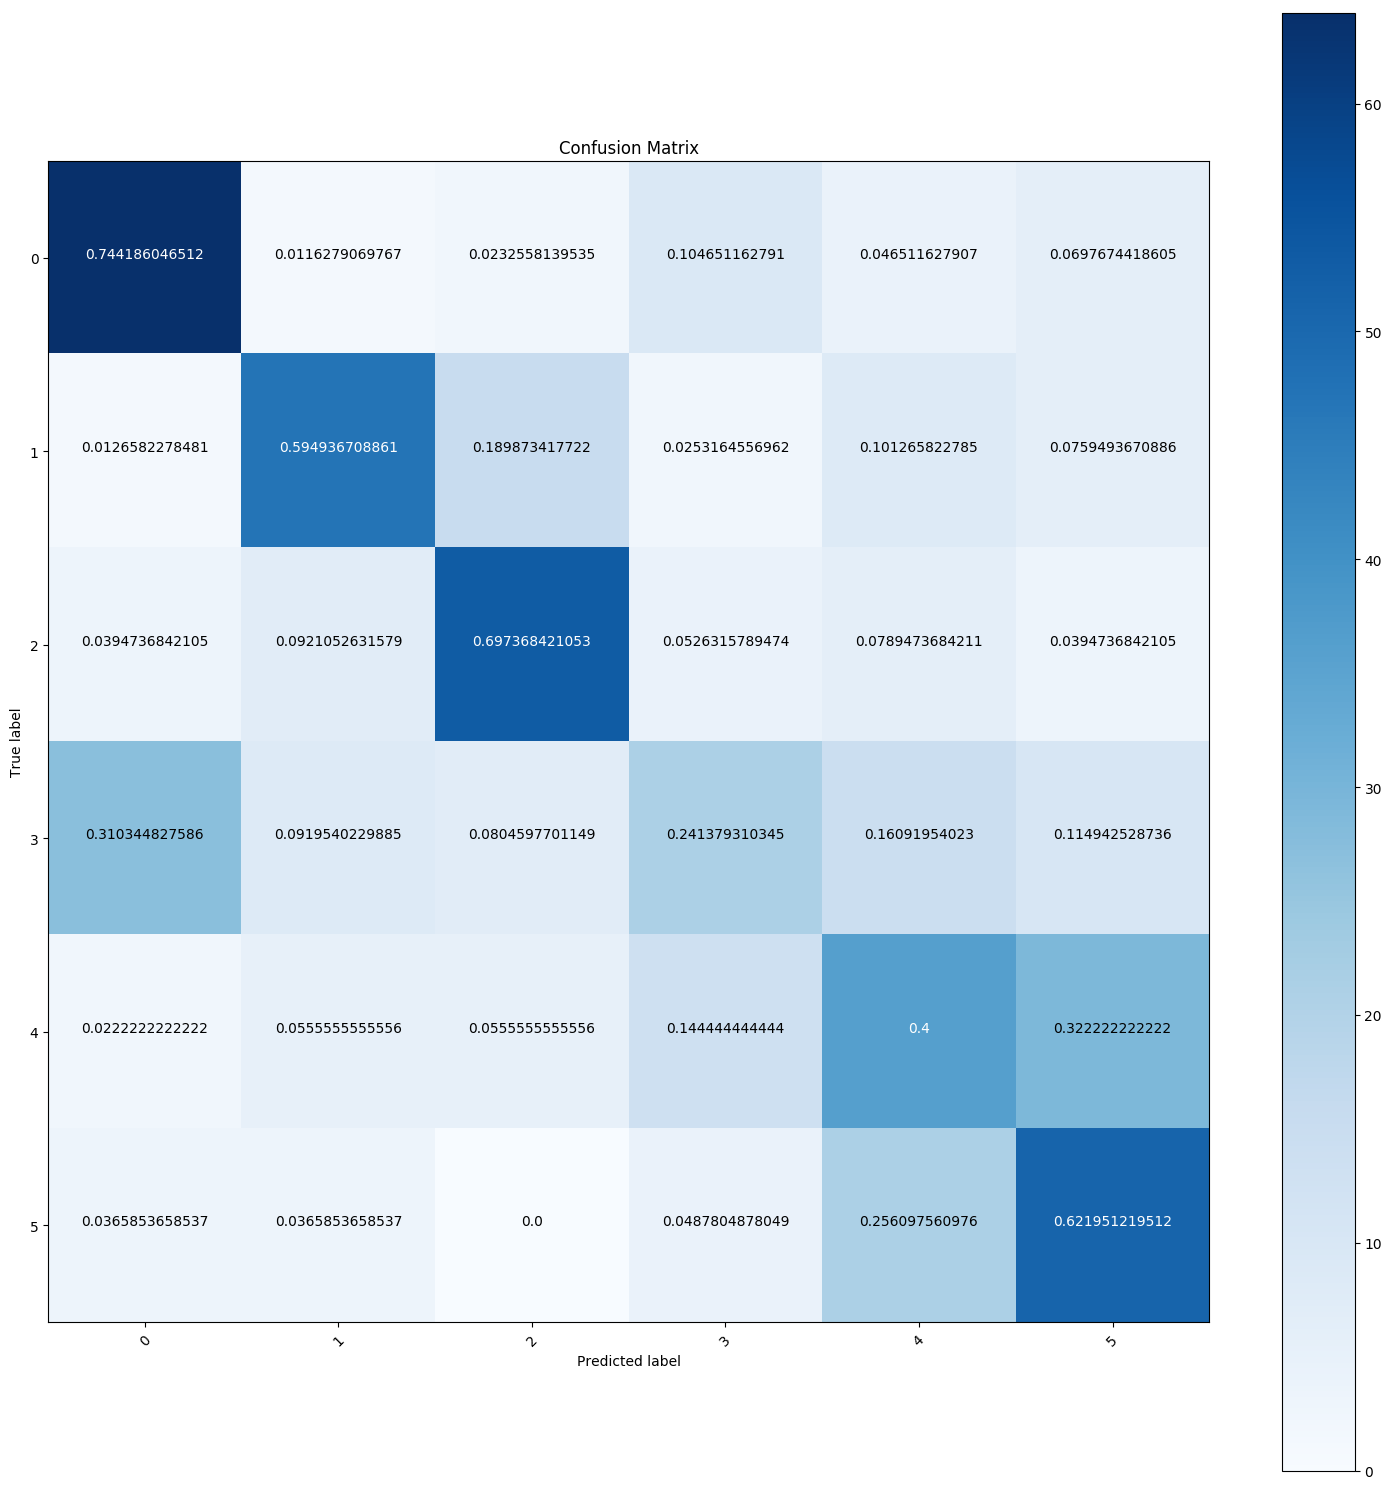 Confusion Matrix
0 0.744186046512 0.0116279069767 0.0232558139535 0.104651162791 0.046511627907 0.0697674418605
1 0.0126582278481 0.594936708861 0.189873417722 0.0253164556962 0.101265822785 0.0759493670886
2 0.0394736842105 0.0921052631579 0.697368421053 0.0526315789474 0.0789473684211 0.0394736842105
3 0.310344827586 0.0919540229885 0.0804597701149 0.241379310345 0.16091954023 0.114942528736
4 0.0222222222222 0.0555555555556 0.0555555555556 0.144444444444 0.4 0.322222222222
5 0.0365853658537 0.0365853658537 0.0 0.0487804878049 0.256097560976 0.621951219512
True label
0 1 2 3 4 5
Predicted label
60
50
40
30
20
10
0